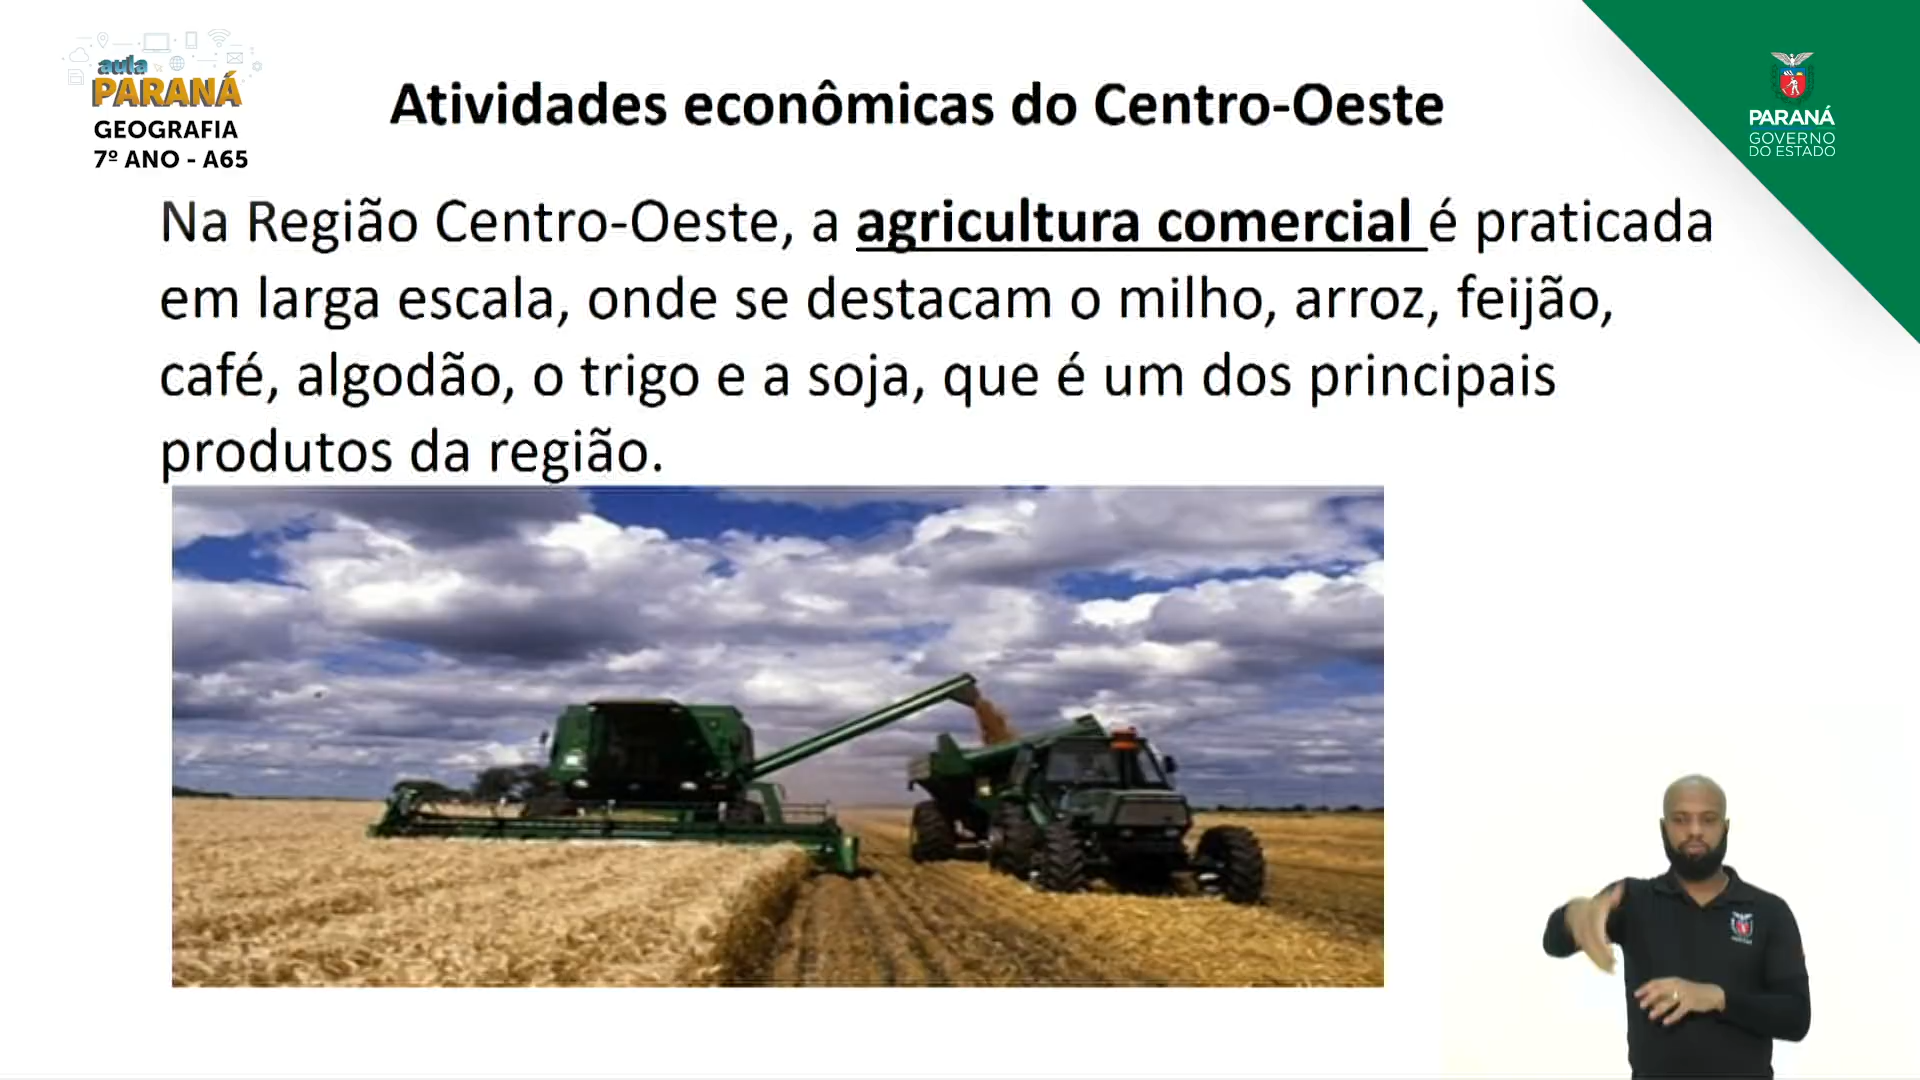 aula
PARANÁ
GEOGRAFIA
7º ANO - A65
Atividades econômicas do Centro-Oeste
PARANÁ
GOVERNO
DO ESTADO
Na Região Centro-Oeste, a agricultura comercial é praticada
em larga escala, onde se destacam o milho, arroz, feijão,
café, algodão, o trigo e a soja, que é um dos principais
produtos da região.